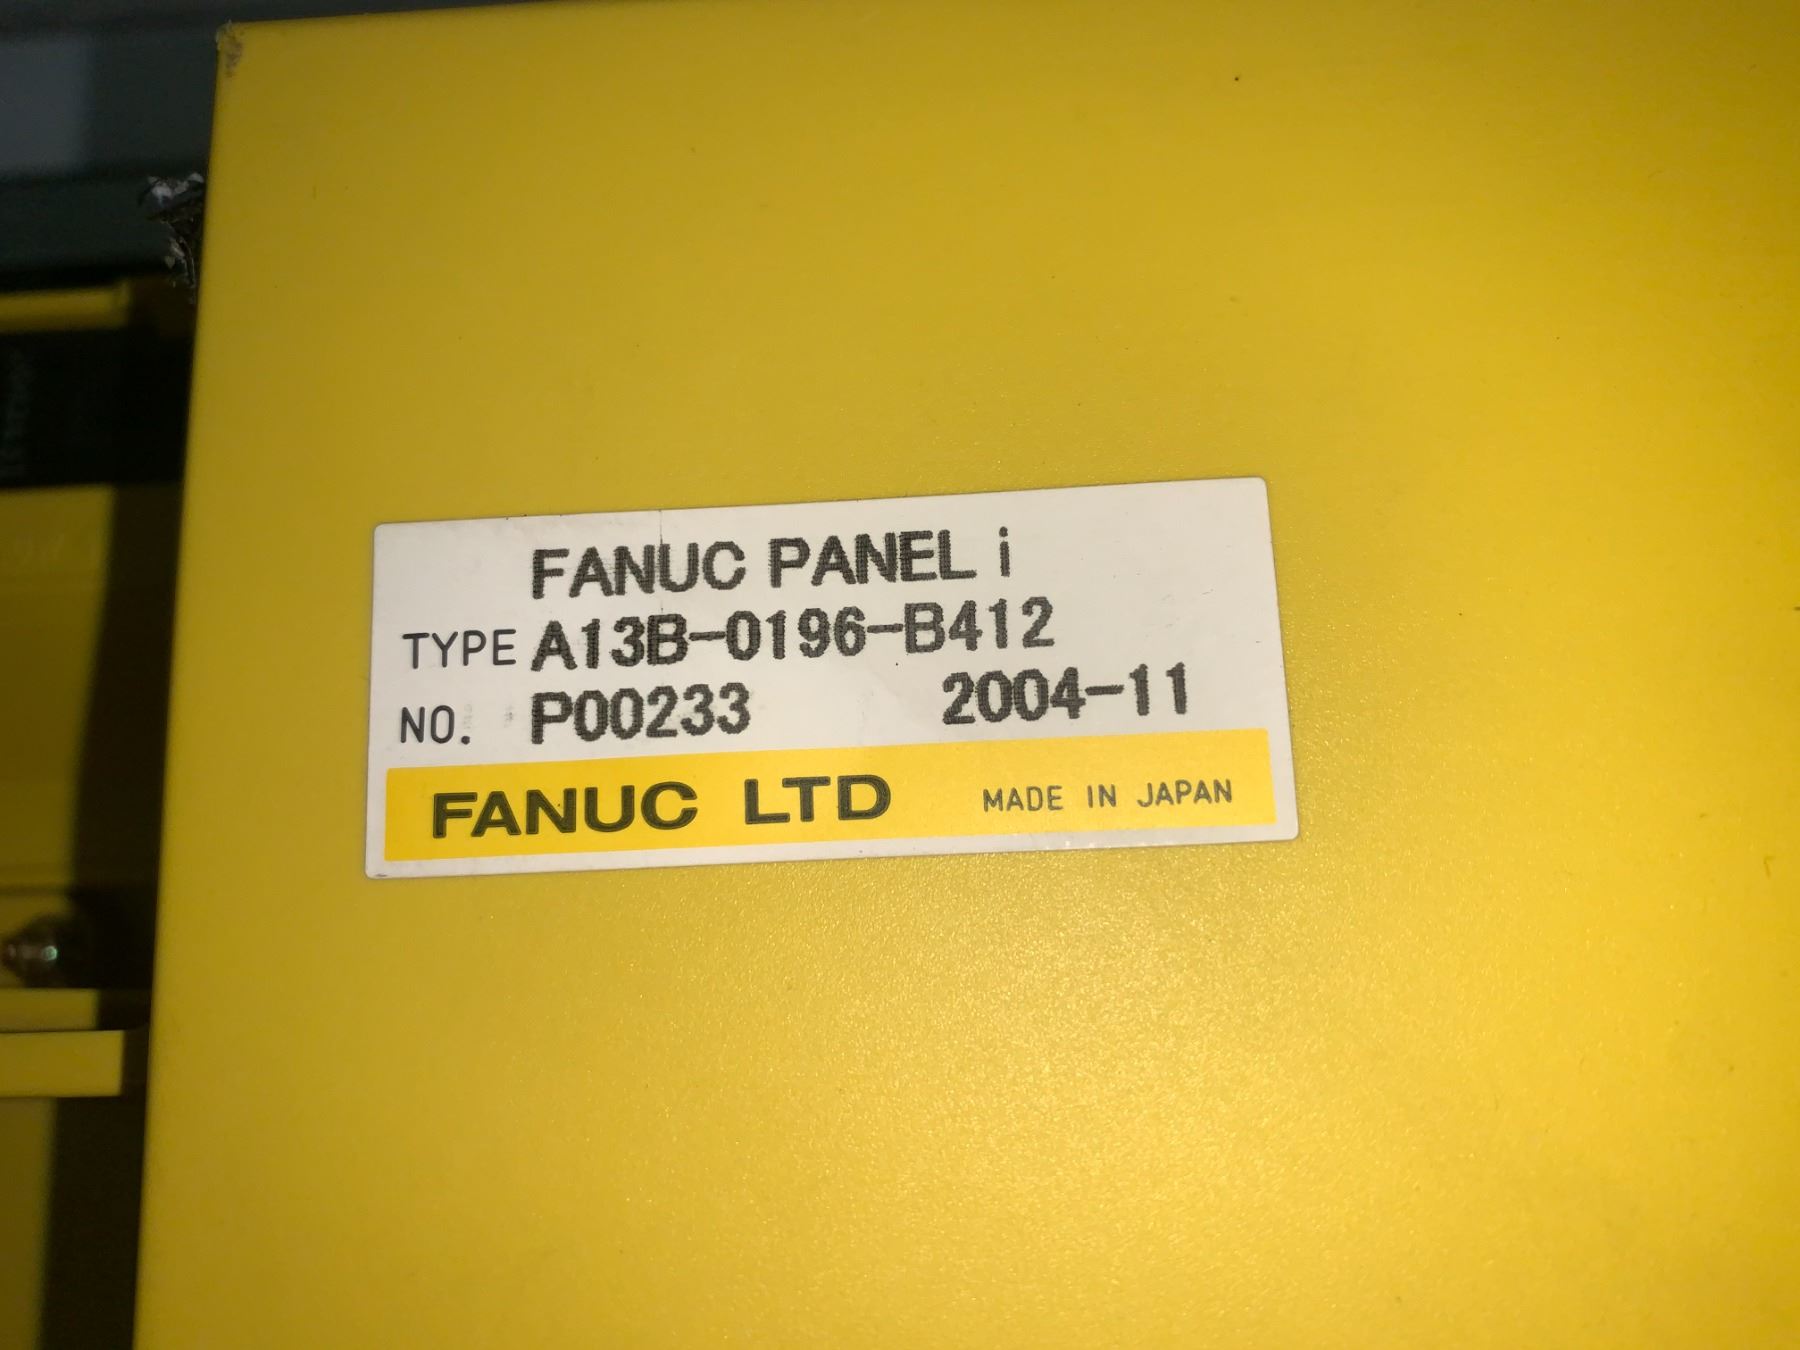 FANUC PANEL i
TYPE A13B-0196-B412
NO. P00233 2004-11
FANUC LTD MADE IN JAPAN